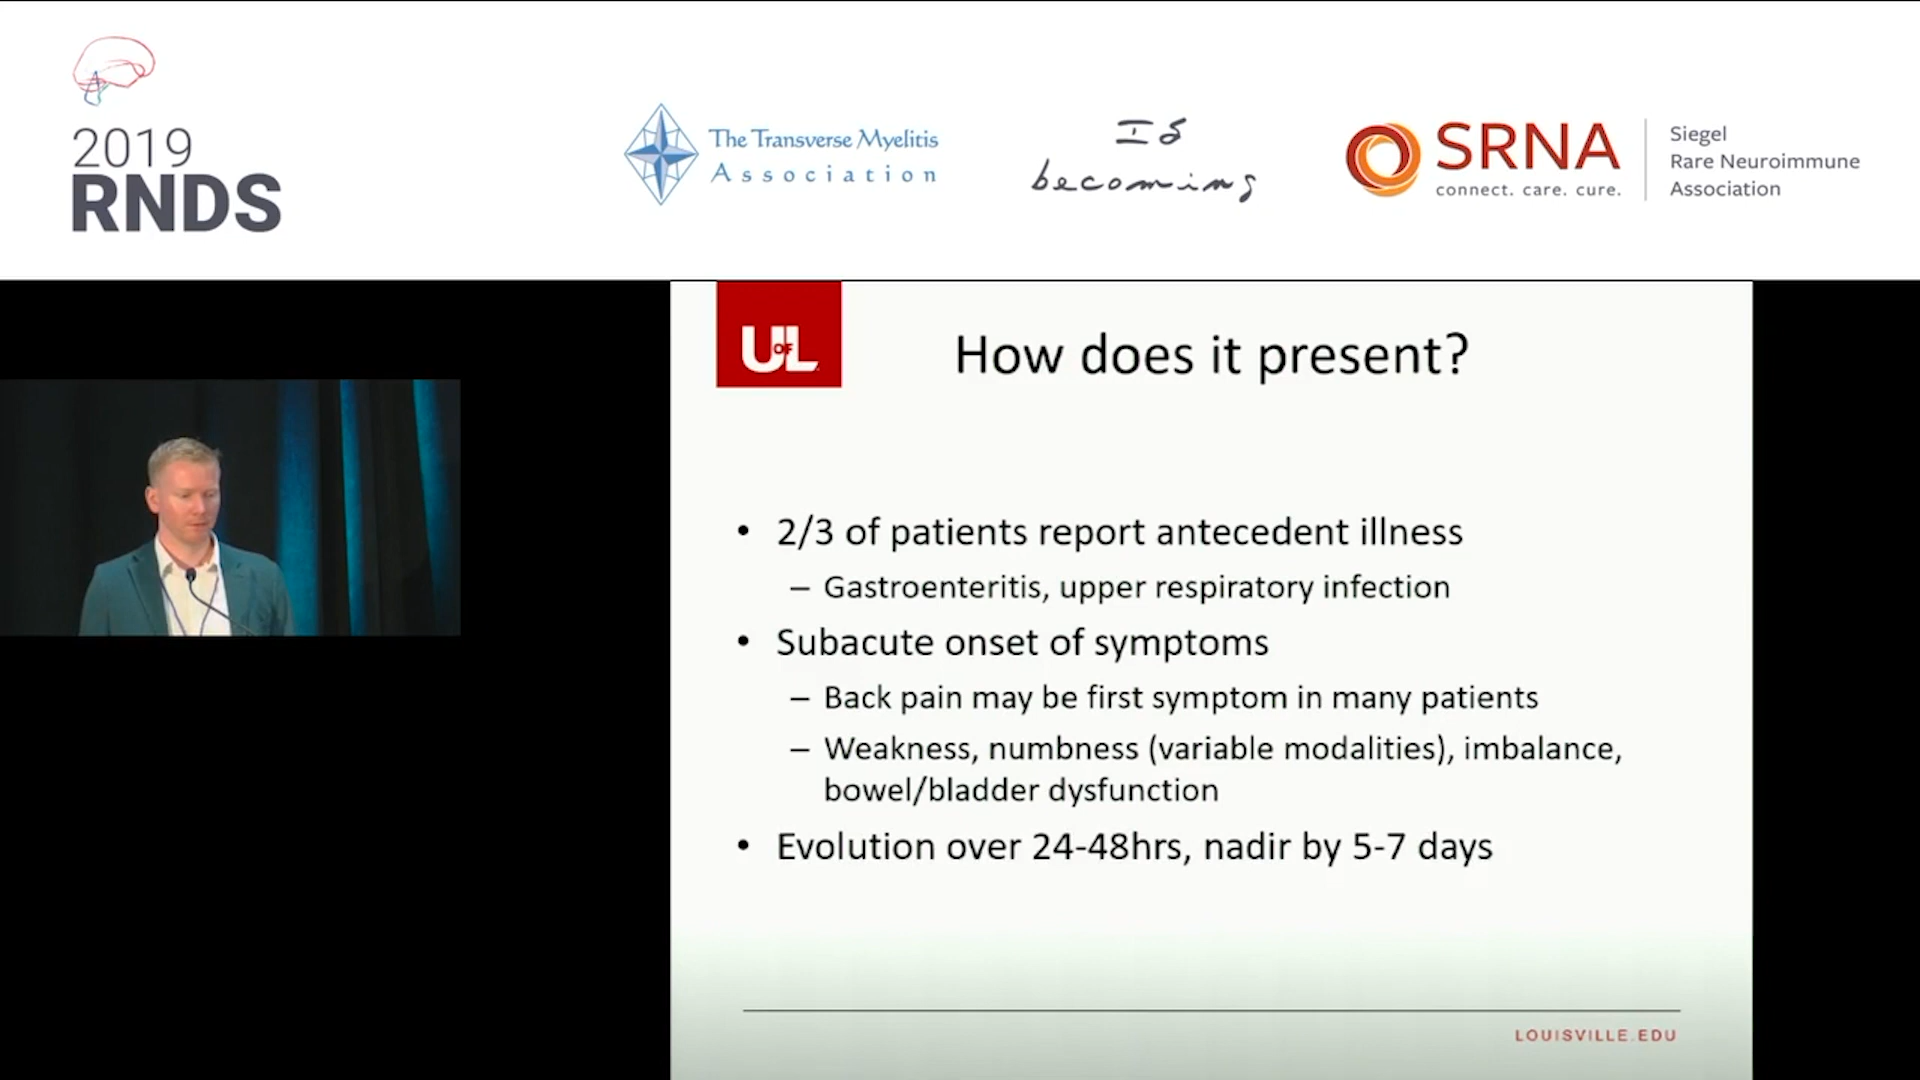 2019
RNDS
The Transverse Myelitis
Association
Is
becoming
SRNA
connect. care. cure.
Siegel
Rare Neuroimmune
Association
UofL
How does it present?
• 2/3 of patients report antecedent illness
– Gastroenteritis, upper respiratory infection
• Subacute onset of symptoms
– Back pain may be first symptom in many patients
– Weakness, numbness (variable modalities), imbalance,
bowel/bladder dysfunction
• Evolution over 24-48hrs, nadir by 5-7 days
LOUISVILLE.EDU